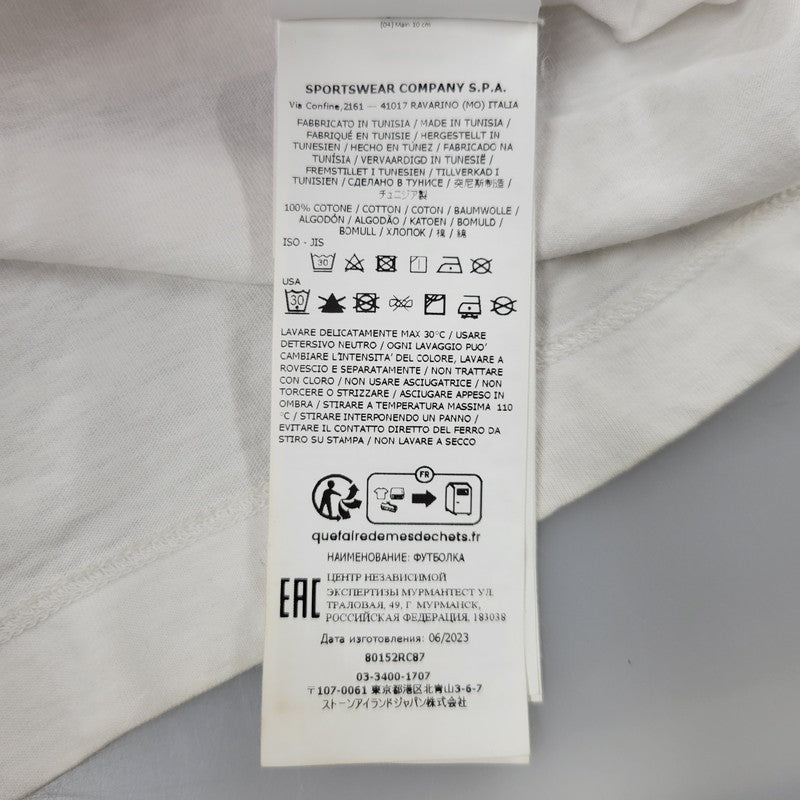 (04) Main 10 cm
SPORTSWEAR COMPANY S.P.A.
Via Confine,2161 — 41017 RAVARINO (MO) ITALIA
FABBRICATO IN TUNISIA / MADE IN TUNISIA /
FABRIQUÉ EN TUNISIE / HERGESTELLT IN
TUNESIEN / HECHO EN TÚNEZ / FABRICADO NA
TUNÍSIA / VERVAARDIGD IN TUNESIË /
FREMSTILLET I TUNESIEN / TILLVERKAD I
TUNISIEN / СДЕЛАНО В ТУНИСЕ / 突尼斯制造 /
チュニジア製
100% COTONE / COTTON / COTON / BAUMWOLLE /
ALGODÓN / ALGODÃO / KATOEN / BOMULD /
BOMULL / ХЛОПОК / 棉 / 綿
ISO - JIS
30
USA
30
LAVARE DELICATAMENTE MAX 30°C / USARE
DETERSIVO NEUTRO / OGNI LAVAGGIO PUO'
CAMBIARE L'INTENSITA' DEL COLORE, LAVARE A
ROVESCIO E SEPARATAMENTE / NON TRATTARE
CON CLORO / NON USARE ASCIUGATRICE / NON
TORCERE O STRIZZARE / ASCIUGARE APPESO IN
OMBRA / STIRARE A TEMPERATURA MASSIMA 110
°C / STIRARE INTERPONENDO UN PANNO /
EVITARE IL CONTATTO DIRETTO DEL FERRO DA
STIRO SU STAMPA / NON LAVARE A SECCO
FR
quefairedemesdechets.fr
НАИМЕНОВАНИЕ: ФУТБОЛКА
EAC
ЦЕНТР НЕЗАВИСИМОЙ
ЭКСПЕРТИЗЫ МУРМАНТЕСТ УЛ.
ТРАЛОВАЯ, 49, Г. МУРМАНСК,
РОССИЙСКАЯ ФЕДЕРАЦИЯ, 183038
Дата изготовления: 06/2023
80152RC87
03-3400-1707
〒107-0061 東京都港区北青山3-6-7
ストーンアイランドジャパン株式会社